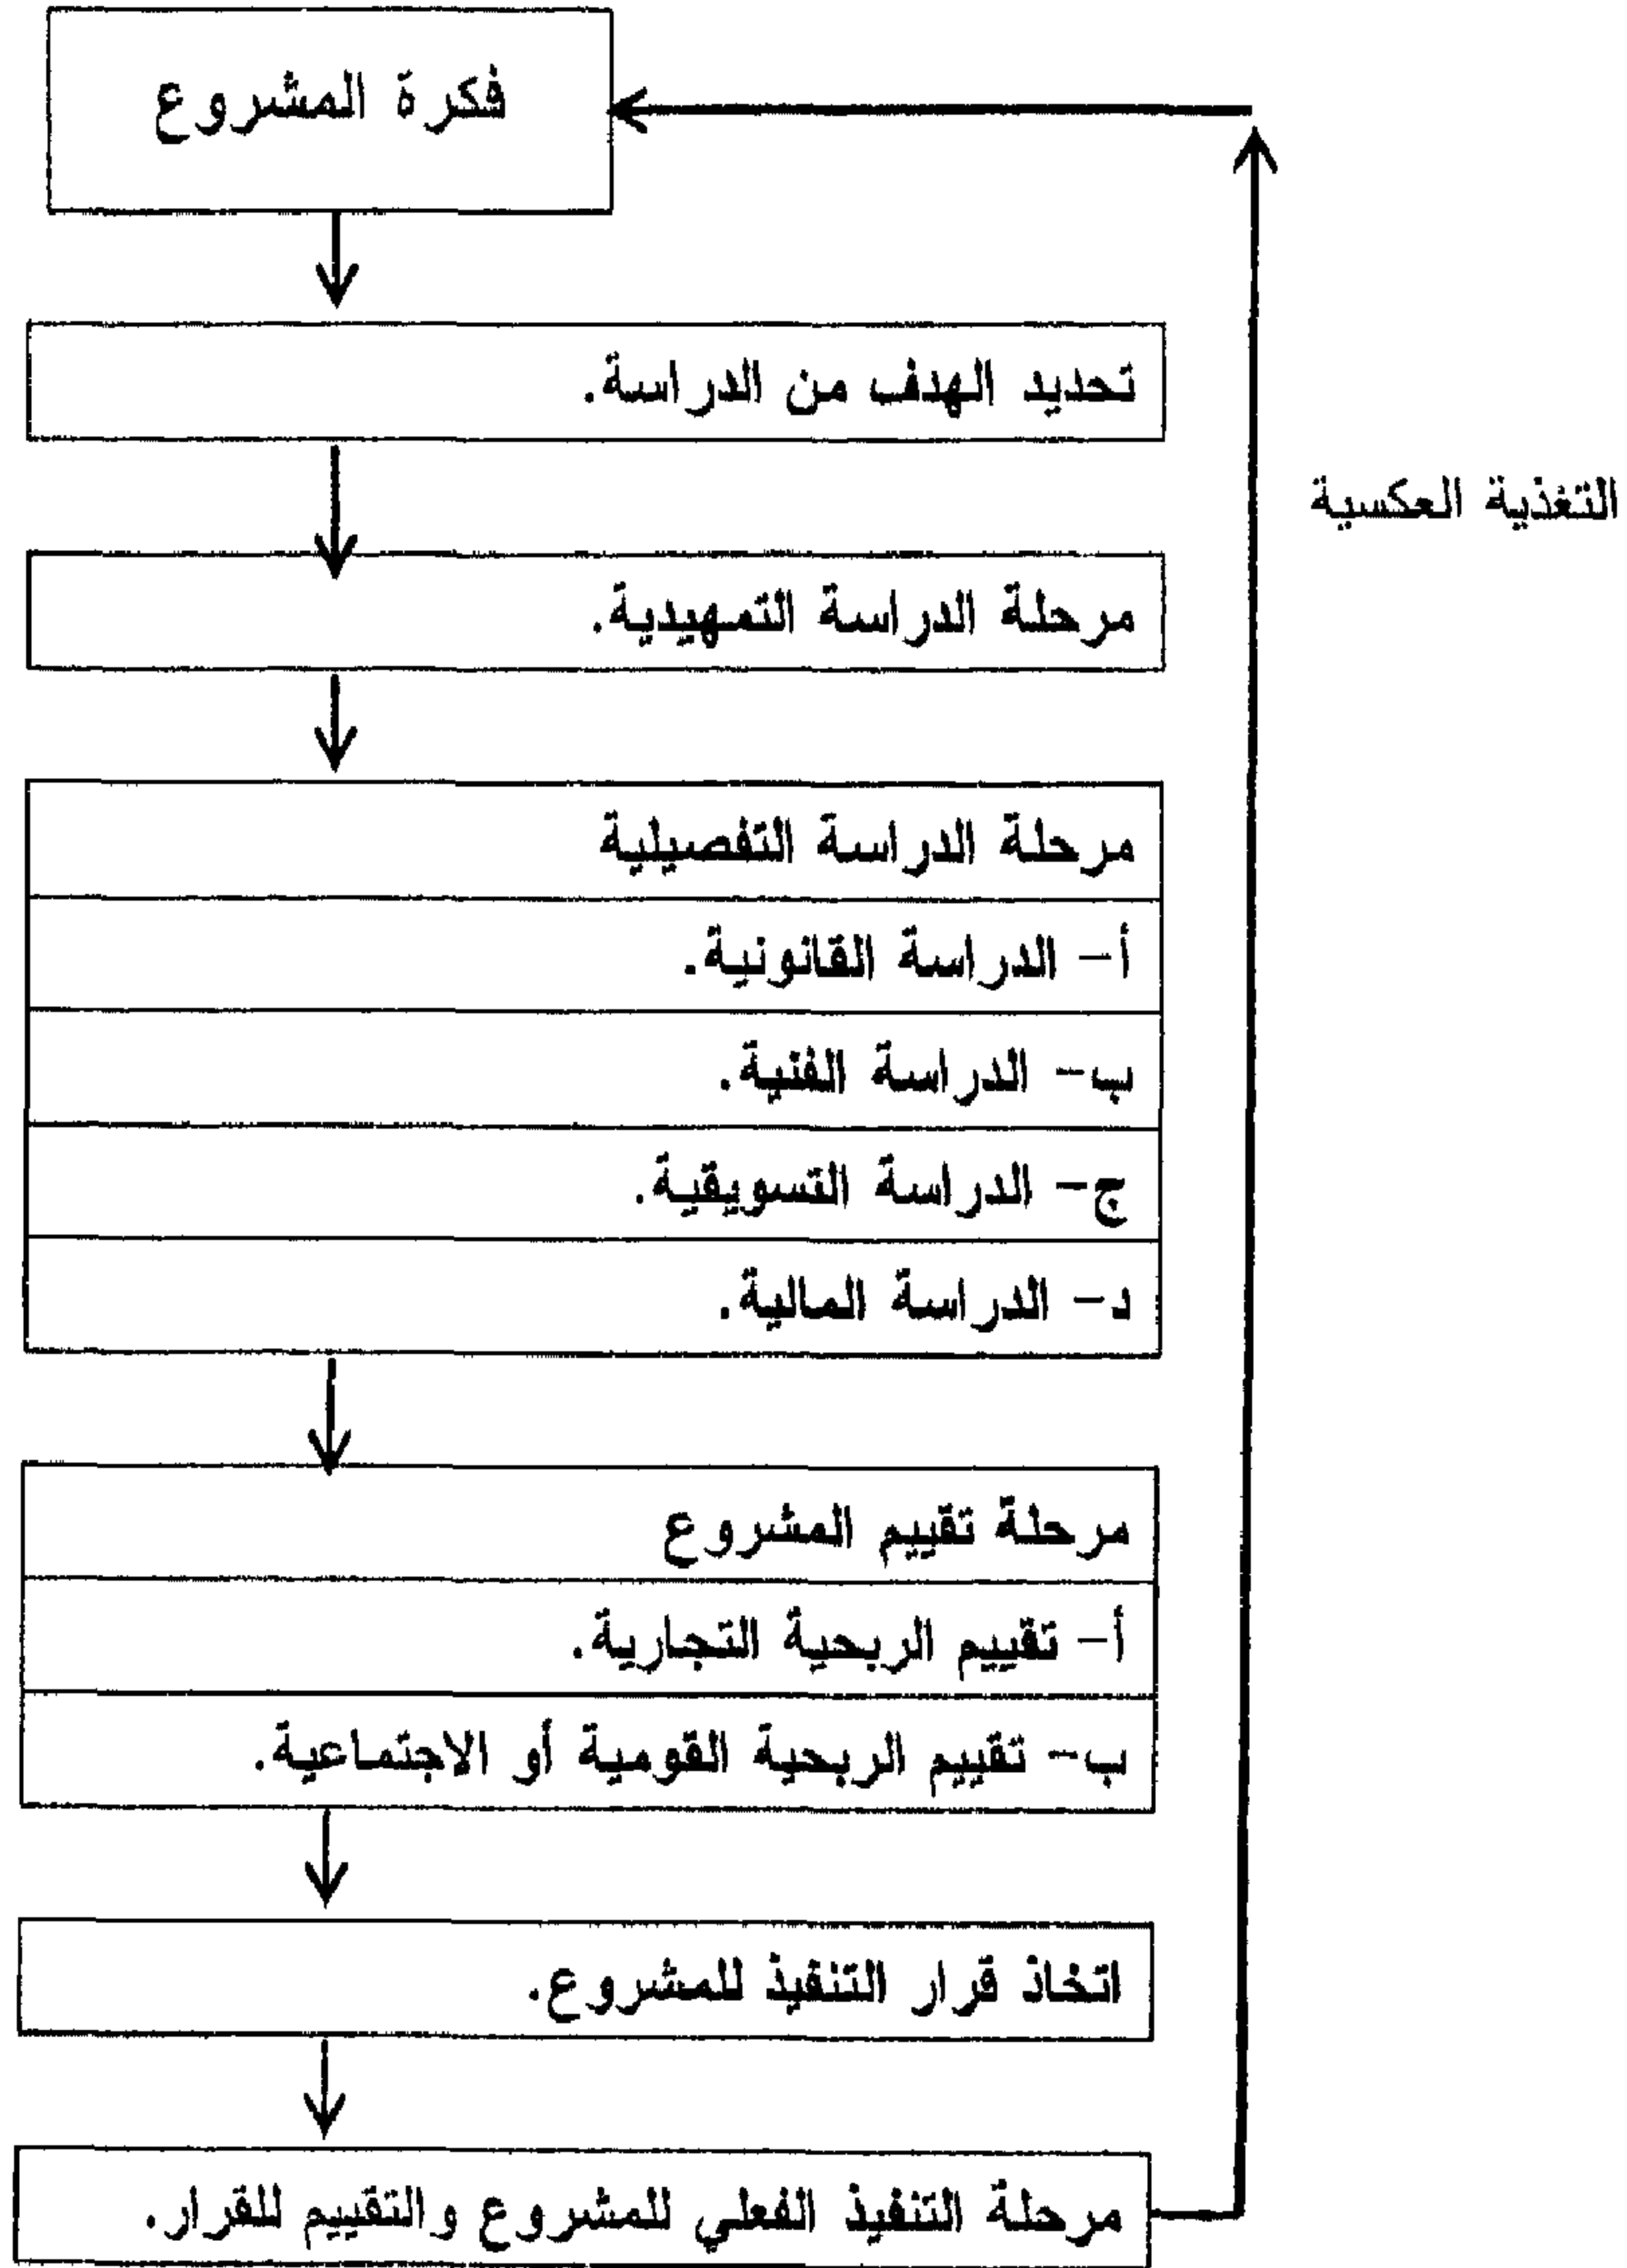 فكرة المشروع
تحديد الهدف من الدراسة.
التغذية العكسية
مرحلة الدراسة التمهيدية.
مرحلة الدراسة التفصيلية
أ- الدراسة القانونية.
ب- الدراسة الفنية.
ج- الدراسة التسويقية.
د- الدراسة المالية.
مرحلة تقييم المشروع
أ- تقييم الربحية التجارية.
ب- تقييم الربحية القومية أو الاجتماعية.
اتخاذ قرار التنفيذ للمشروع.
مرحلة التنفيذ الفعلي للمشروع والتقييم للقرار.